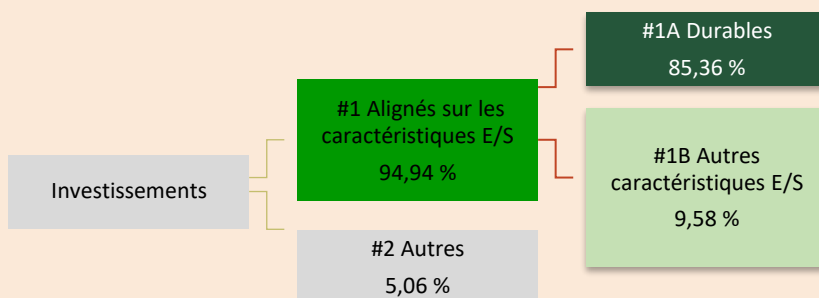 Investissements
#1 Alignés sur les
caractéristiques E/S
94,94 %
#2 Autres
5,06 %
#1A Durables
85,36 %
#1B Autres
caractéristiques E/S
9,58 %